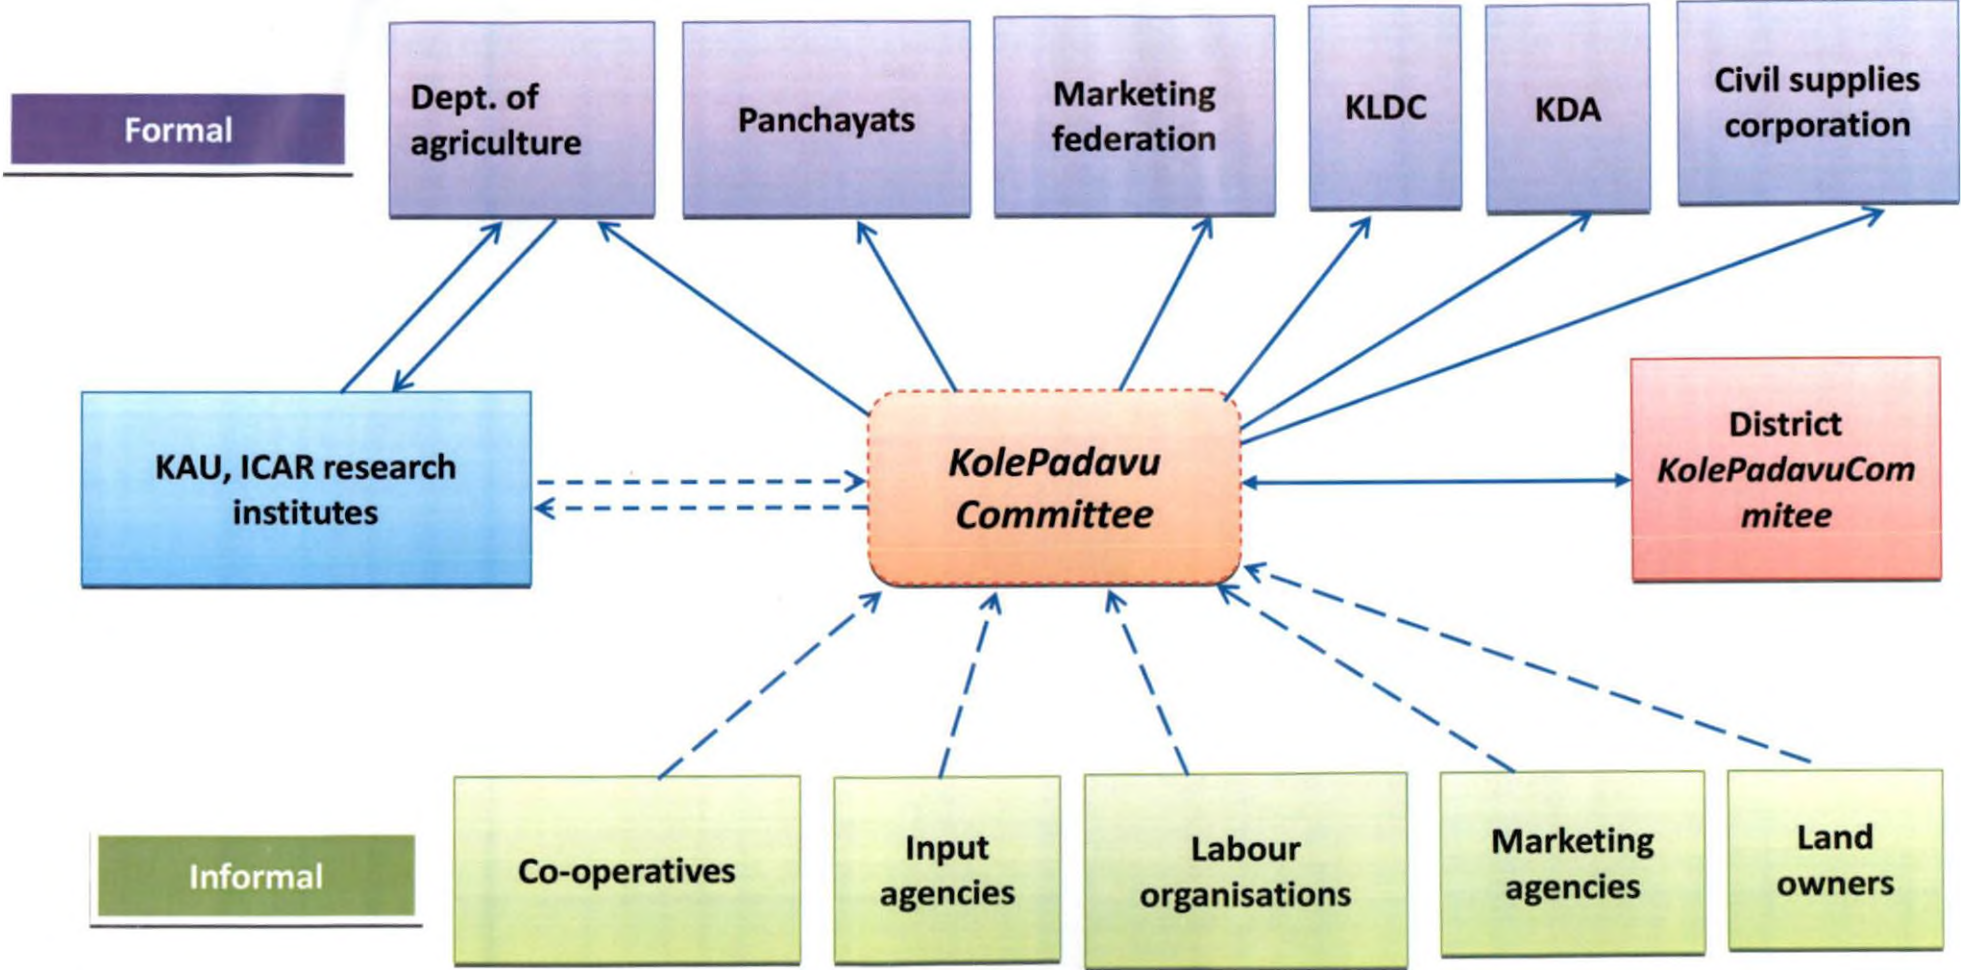 Formal
Dept. of
agriculture
Panchayats
Marketing
federation
KLDC
KDA
Civil supplies
corporation
KAU, ICAR research
institutes
KolePadavu
Committee
District
KolePadavuCom
mitee
Informal
Co-operatives
Input
agencies
Labour
organisations
Marketing
agencies
Land
owners